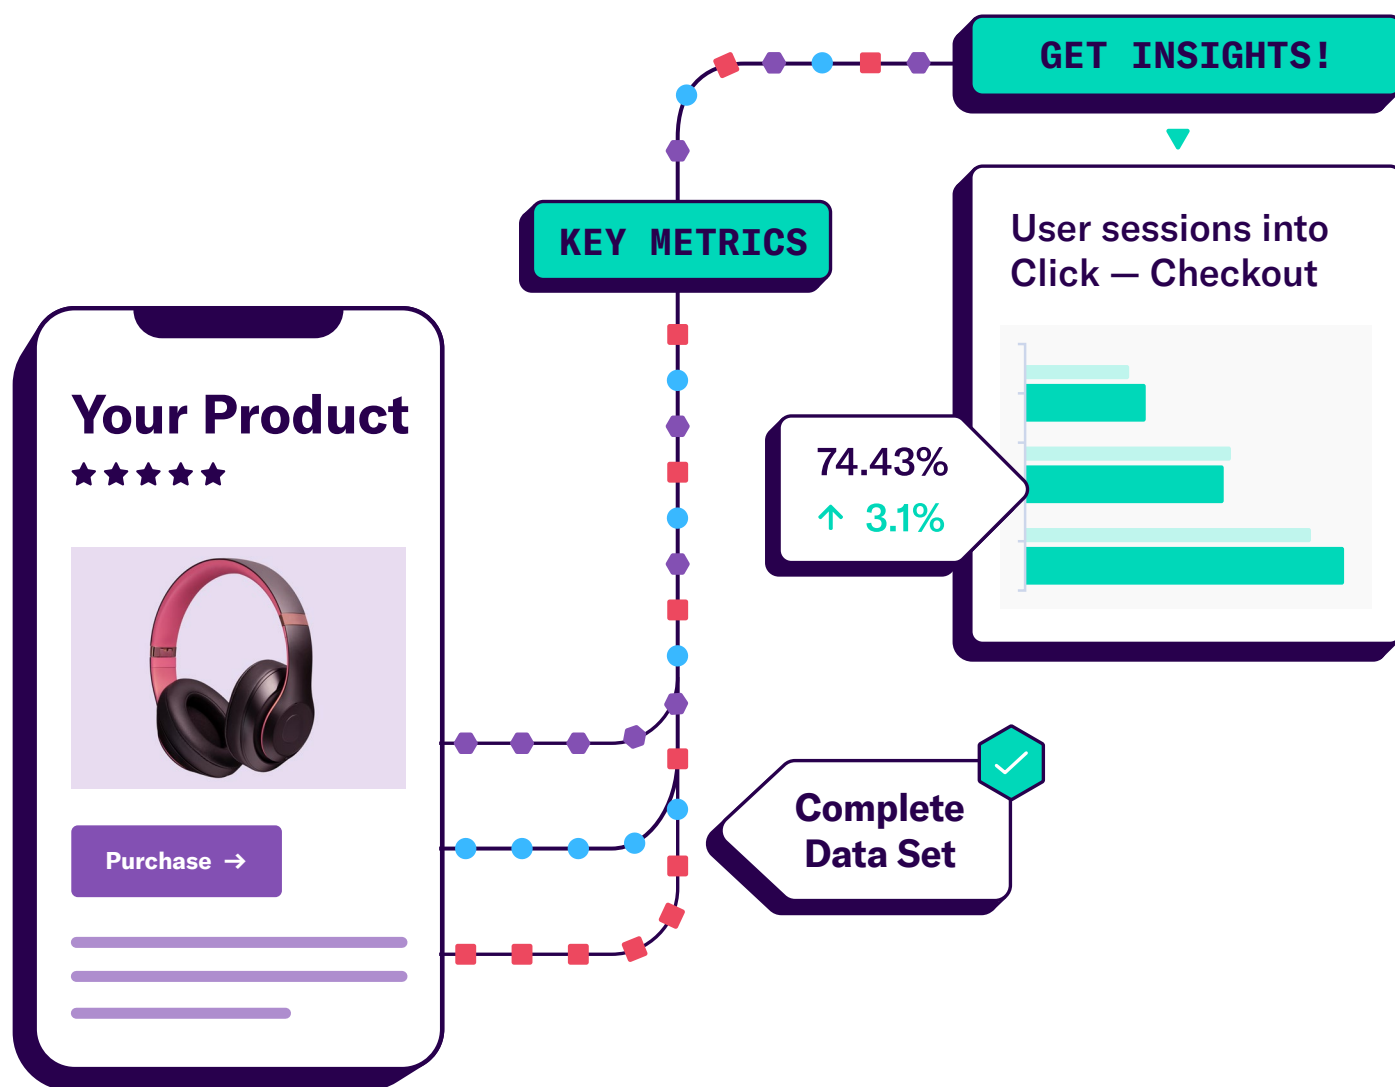 GET INSIGHTS!
KEY METRICS
User sessions into
Click — Checkout
Your Product
74.43%
↑ 3.1%
Complete
Data Set
Purchase →